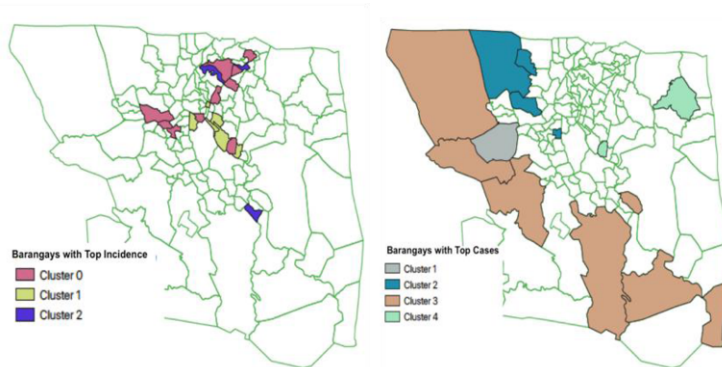 Barangays with Top Incidence
Cluster 0
Cluster 1
Cluster 2
Barangays with Top Cases
Cluster 1
Cluster 2
Cluster 3
Cluster 4